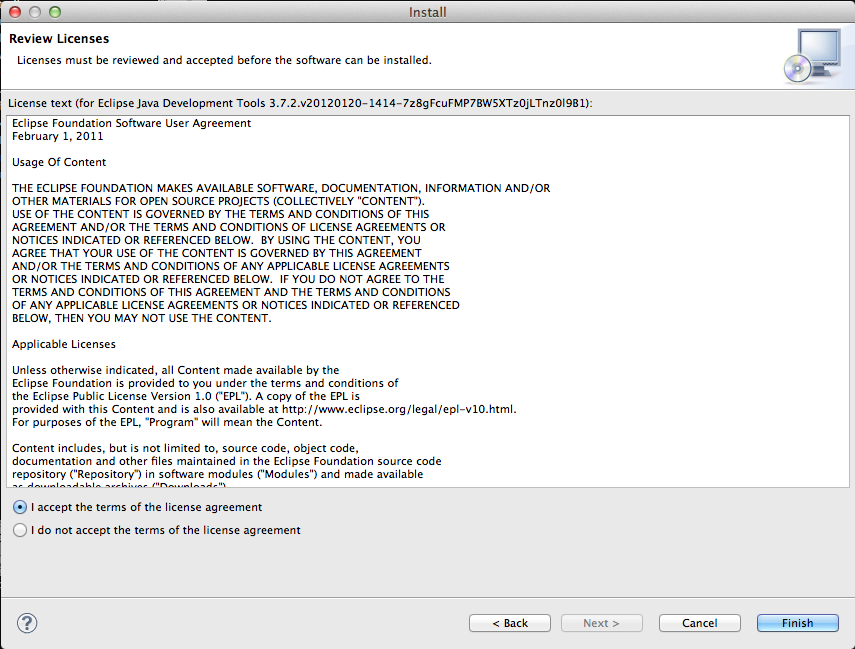 Install
Review Licenses
Licenses must be reviewed and accepted before the software can be installed.
License text (for Eclipse Java Development Tools 3.7.2.v20120120-1414-7z8gFcuFMP7BW5XTz0jLTnz0l9B1):
Eclipse Foundation Software User Agreement
February 1, 2011
Usage Of Content
THE ECLIPSE FOUNDATION MAKES AVAILABLE SOFTWARE, DOCUMENTATION, INFORMATION AND/OR
OTHER MATERIALS FOR OPEN SOURCE PROJECTS (COLLECTIVELY "CONTENT").
USE OF THE CONTENT IS GOVERNED BY THE TERMS AND CONDITIONS OF THIS
AGREEMENT AND/OR THE TERMS AND CONDITIONS OF LICENSE AGREEMENTS OR
NOTICES INDICATED OR REFERENCED BELOW.  BY USING THE CONTENT, YOU
AGREE THAT YOUR USE OF THE CONTENT IS GOVERNED BY THIS AGREEMENT
AND/OR THE TERMS AND CONDITIONS OF ANY APPLICABLE LICENSE AGREEMENTS
OR NOTICES INDICATED OR REFERENCED BELOW.  IF YOU DO NOT AGREE TO THE
TERMS AND CONDITIONS OF THIS AGREEMENT AND THE TERMS AND CONDITIONS
OF ANY APPLICABLE LICENSE AGREEMENTS OR NOTICES INDICATED OR REFERENCED
BELOW, THEN YOU MAY NOT USE THE CONTENT.
Applicable Licenses
Unless otherwise indicated, all Content made available by the
Eclipse Foundation is provided to you under the terms and conditions of
the Eclipse Public License Version 1.0 ("EPL"). A copy of the EPL is
provided with this Content and is also available at http://www.eclipse.org/legal/epl-v10.html.
For purposes of the EPL, "Program" will mean the Content.
Content includes, but is not limited to, source code, object code,
documentation and other files maintained in the Eclipse Foundation source code
repository ("Repository") in software modules ("Modules") and made available
as downloadable archives ("Downloads").
I accept the terms of the license agreement
I do not accept the terms of the license agreement
?
< Back
Next >
Cancel
Finish